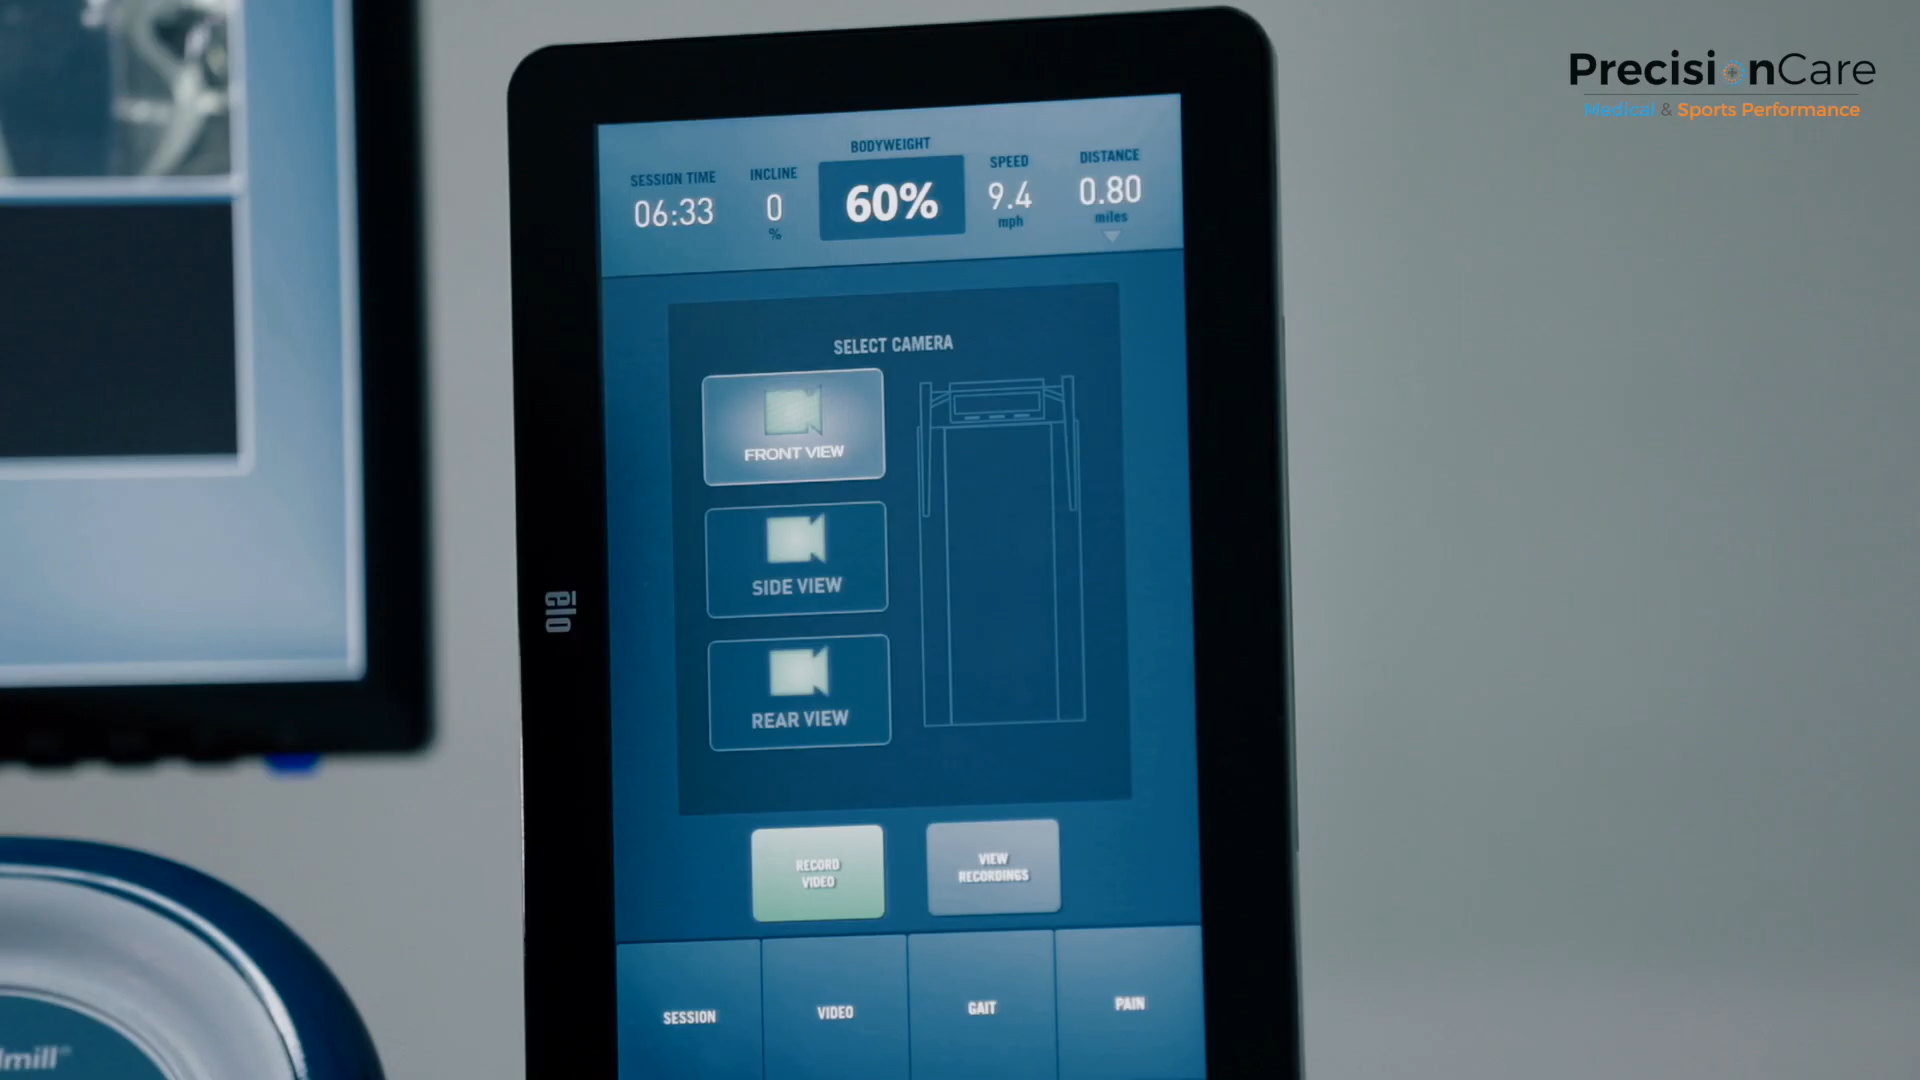 PrecisionCare
Medical & Sports Performance
BODYWEIGHT
SESSION TIME
INCLINE
SPEED
DISTANCE
06:33
0
60%
9.4
0.80
%
mph
miles
SELECT CAMERA
FRONT VIEW
SIDE VIEW
REAR VIEW
elo
RECORD
VIDEO
VIEW
RECORDINGS
SESSION
VIDEO
GAIT
PAIN